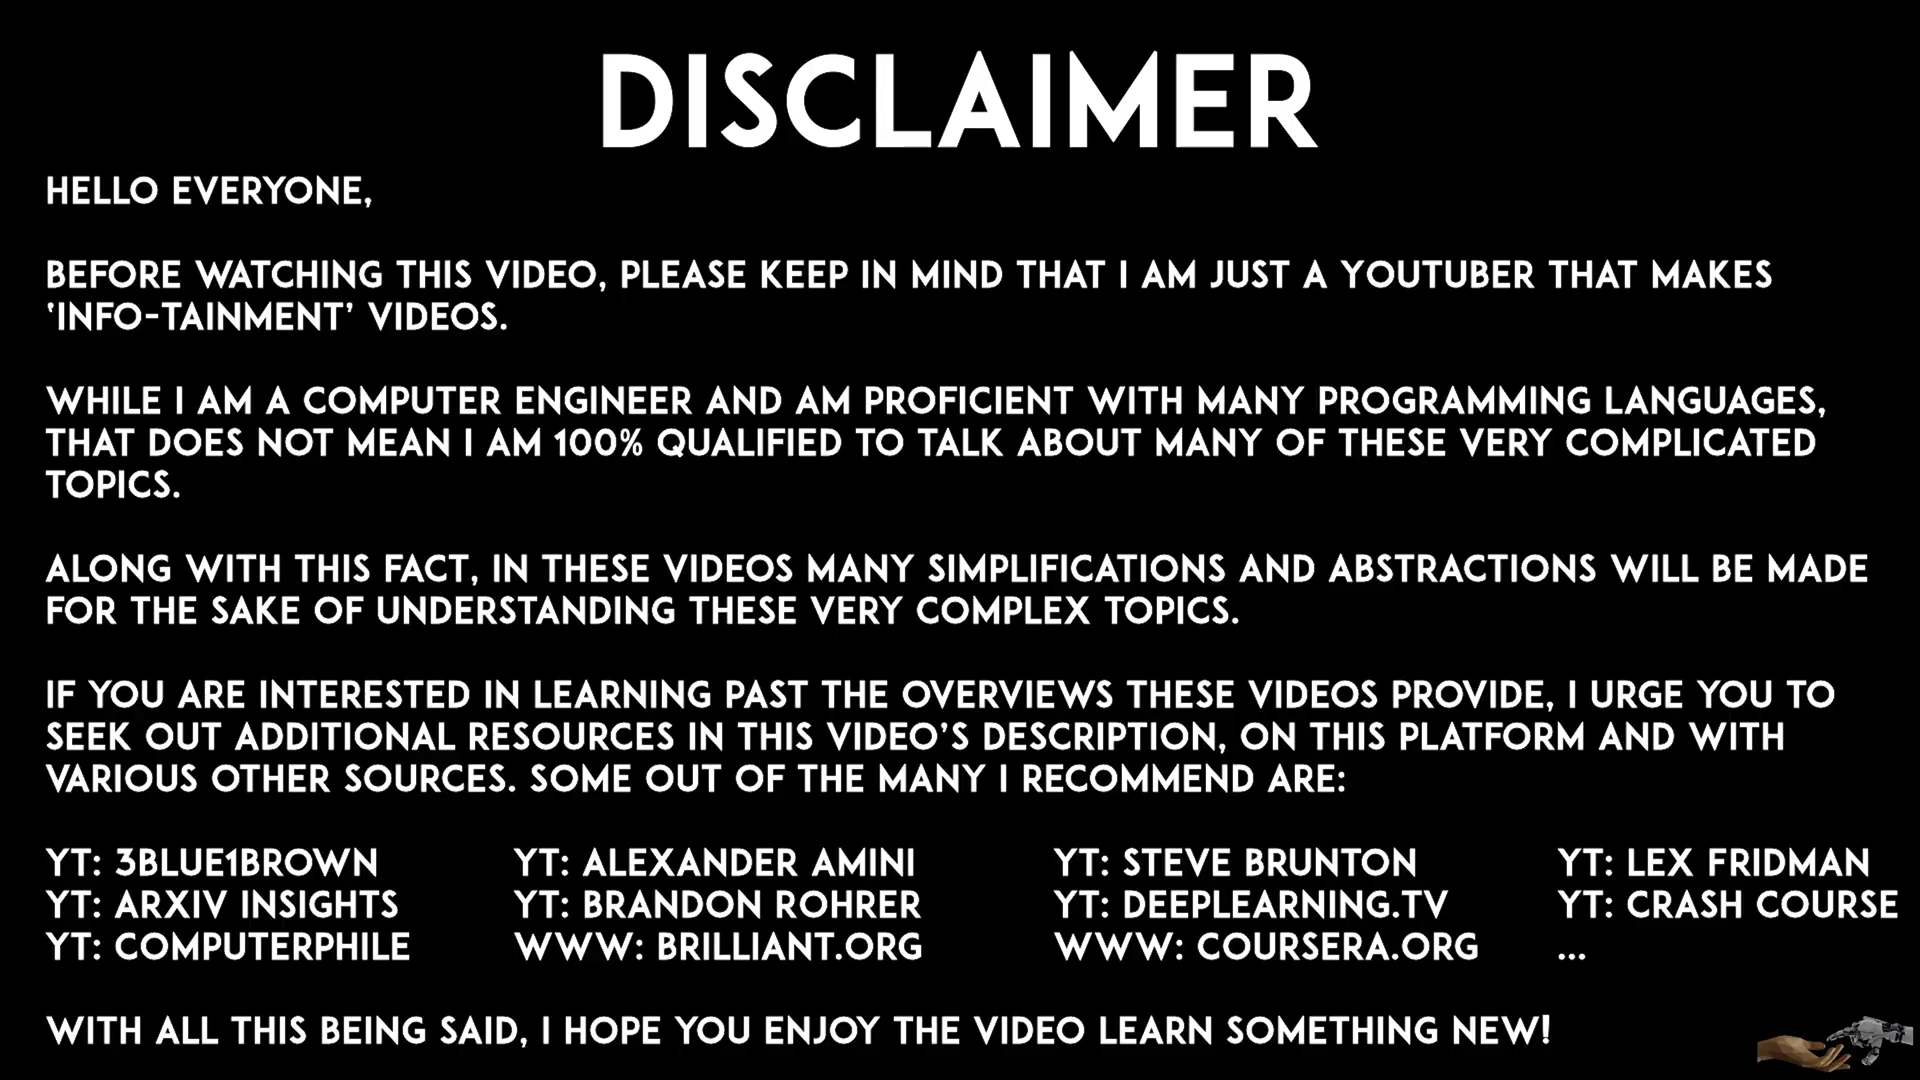 DISCLAIMER
HELLO EVERYONE,
BEFORE WATCHING THIS VIDEO, PLEASE KEEP IN MIND THAT I AM JUST A YOUTUBER THAT MAKES
‘INFO-TAINMENT’ VIDEOS.
WHILE I AM A COMPUTER ENGINEER AND AM PROFICIENT WITH MANY PROGRAMMING LANGUAGES,
THAT DOES NOT MEAN I AM 100% QUALIFIED TO TALK ABOUT MANY OF THESE VERY COMPLICATED
TOPICS.
ALONG WITH THIS FACT, IN THESE VIDEOS MANY SIMPLIFICATIONS AND ABSTRACTIONS WILL BE MADE
FOR THE SAKE OF UNDERSTANDING THESE VERY COMPLEX TOPICS.
IF YOU ARE INTERESTED IN LEARNING PAST THE OVERVIEWS THESE VIDEOS PROVIDE, I URGE YOU TO
SEEK OUT ADDITIONAL RESOURCES IN THIS VIDEO’S DESCRIPTION, ON THIS PLATFORM AND WITH
VARIOUS OTHER SOURCES. SOME OUT OF THE MANY I RECOMMEND ARE:
YT: 3BLUE1BROWN YT: ALEXANDER AMINI YT: STEVE BRUNTON YT: LEX FRIDMAN
YT: ARXIV INSIGHTS YT: BRANDON ROHRER YT: DEEPLEARNING.TV YT: CRASH COURSE
YT: COMPUTERPHILE WWW: BRILLIANT.ORG WWW: COURSERA.ORG ...
WITH ALL THIS BEING SAID, I HOPE YOU ENJOY THE VIDEO LEARN SOMETHING NEW!